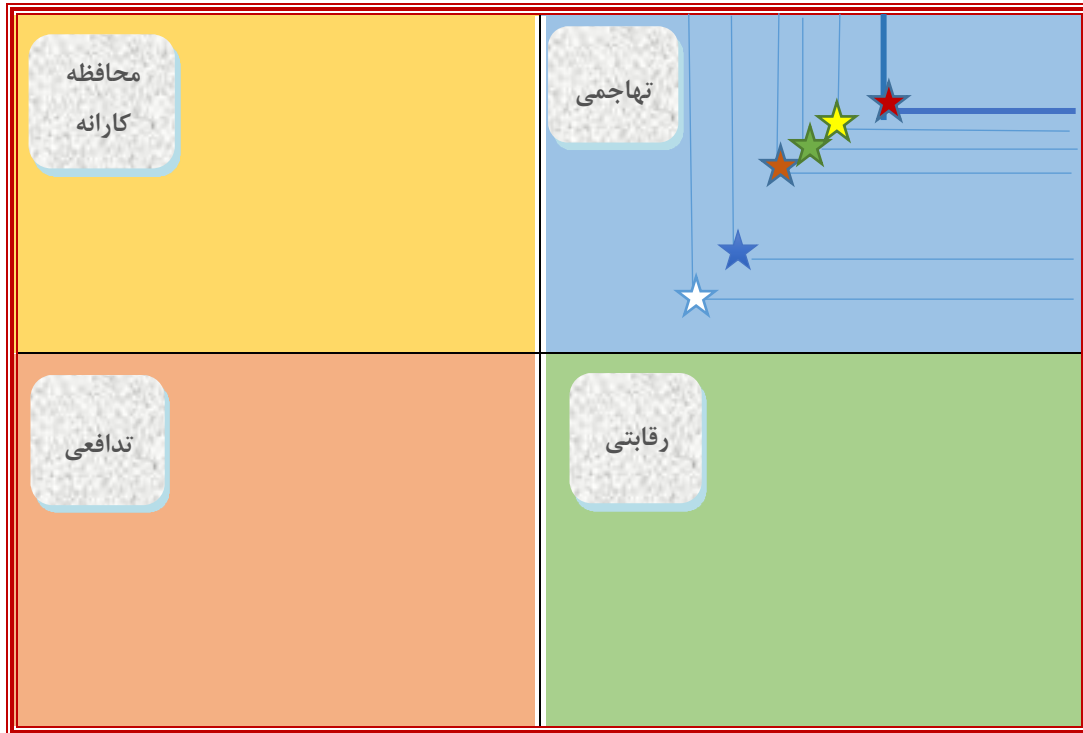 تهاجمی
محافظه
کارانه
رقابتی
تدافعی